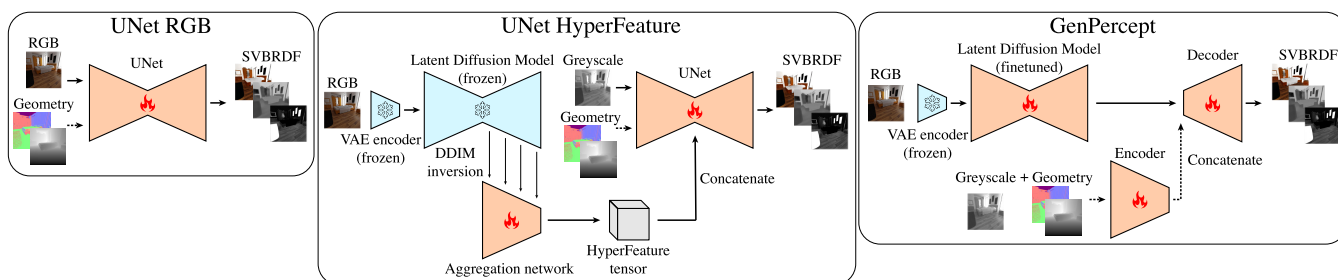 UNet RGB
RGB
UNet
SVBRDF
Geometry
UNet HyperFeature
Latent Diffusion Model
(frozen)
RGB
VAE encoder
(frozen)
DDIM
inversion
Aggregation network
HyperFeature
tensor
Greyscale
Geometry
UNet
SVBRDF
Concatenate
GenPercept
Latent Diffusion Model
(finetuned)
Decoder
RGB
SVBRDF
VAE encoder
(frozen)
Encoder
Concatenate
Greyscale + Geometry